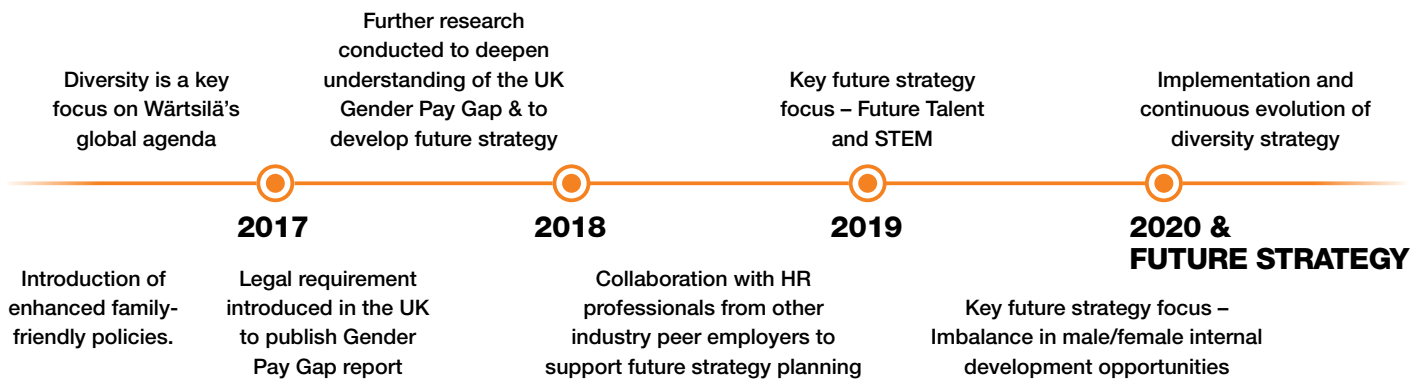 Diversity is a key
focus on Wärtsilä's
global agenda
Further research
conducted to deepen
understanding of the UK
Gender Pay Gap & to
develop future strategy
Key future strategy
focus – Future Talent
and STEM
Implementation and
continuous evolution of
diversity strategy
2017
2018
2019
2020 &
FUTURE STRATEGY
Introduction of
enhanced family-
friendly policies.
Legal requirement
introduced in the UK
to publish Gender
Pay Gap report
Collaboration with HR
professionals from other
industry peer employers to
support future strategy planning
Key future strategy focus –
Imbalance in male/female internal
development opportunities